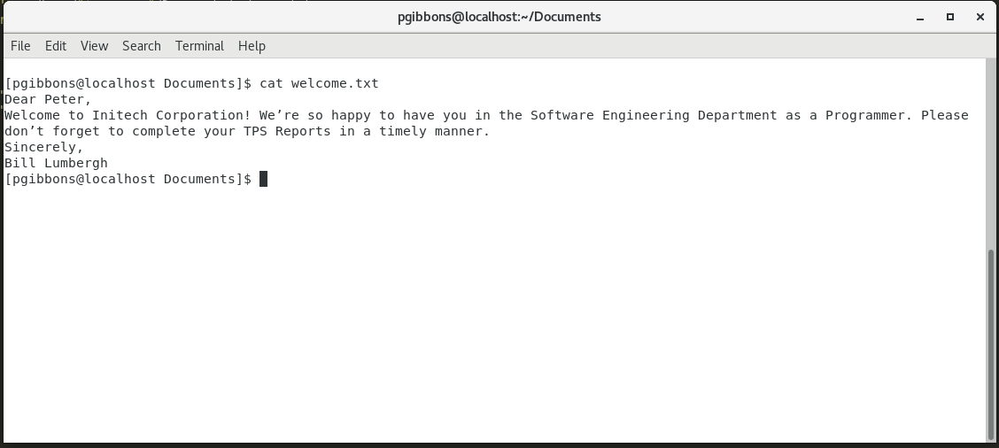 pgibbons@localhost:~/Documents
File Edit View Search Terminal Help
[pgibbons@localhost Documents]$ cat welcome.txt
Dear Peter,
Welcome to Initech Corporation! We’re so happy to have you in the Software Engineering Department as a Programmer. Please
don’t forget to complete your TPS Reports in a timely manner.
Sincerely,
Bill Lumbergh
[pgibbons@localhost Documents]$